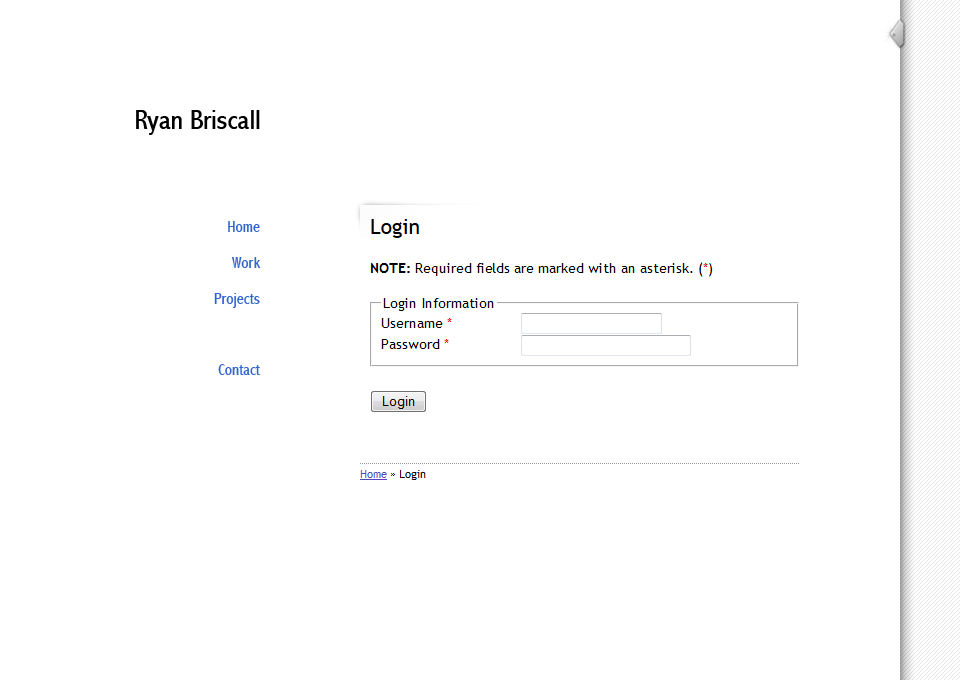 Ryan Briscall
Home
Work
Projects
Contact
Login
NOTE: Required fields are marked with an asterisk. (*)
Login Information
Username *
Password *
Login
Home » Login